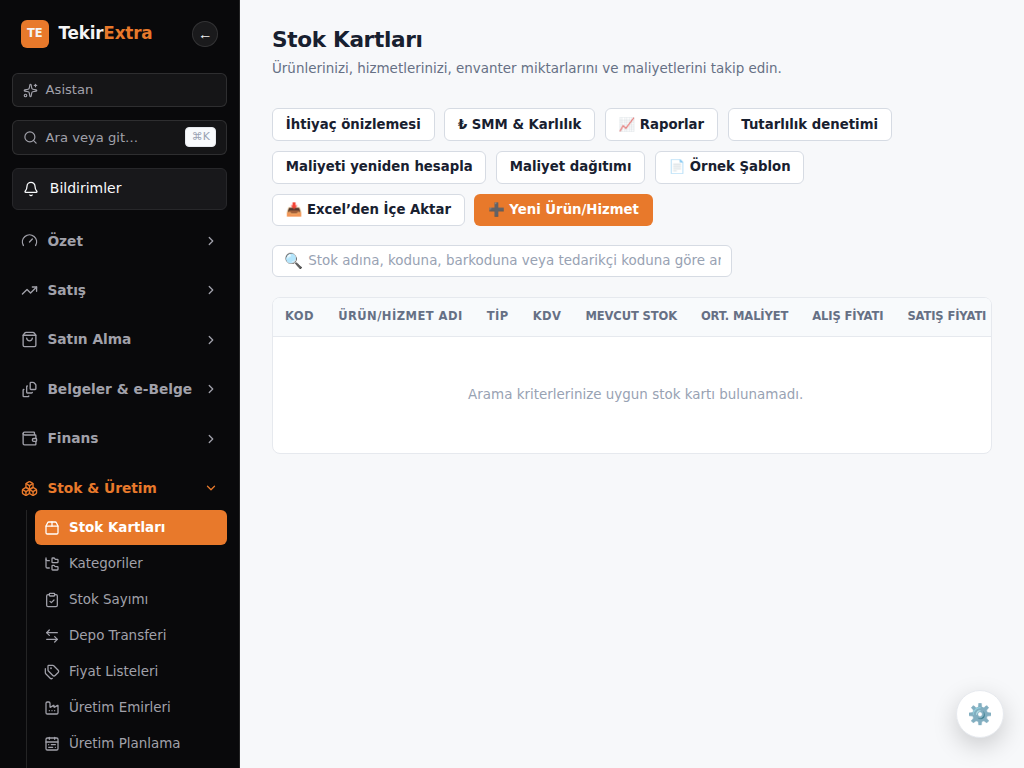 TE TekirExtra ←
Asistan
Ara veya git... ⌘K
Bildirimler
Özet
Satış
Satın Alma
Belgeler & e-Belge
Finans
Stok & Üretim
Stok Kartları
Kategoriler
Stok Sayımı
Depo Transferi
Fiyat Listeleri
Üretim Emirleri
Üretim Planlama
Stok Kartları
Ürünlerinizi, hizmetlerinizi, envanter miktarlarını ve maliyetlerini takip edin.
İhtiyaç önizlemesi ₺ SMM & Karlılık 📈 Raporlar Tutarlılık denetimi
Maliyeti yeniden hesapla Maliyet dağıtımı 📄 Örnek Şablon
📥 Excel’den İçe Aktar ➕ Yeni Ürün/Hizmet
🔍 Stok adına, koduna, barkoduna veya tedarikçi koduna göre ar
KOD ÜRÜN/HİZMET ADI TİP KDV MEVCUT STOK ORT. MALİYET ALIŞ FİYATI SATIŞ FİYATI
Arama kriterlerinize uygun stok kartı bulunamadı.